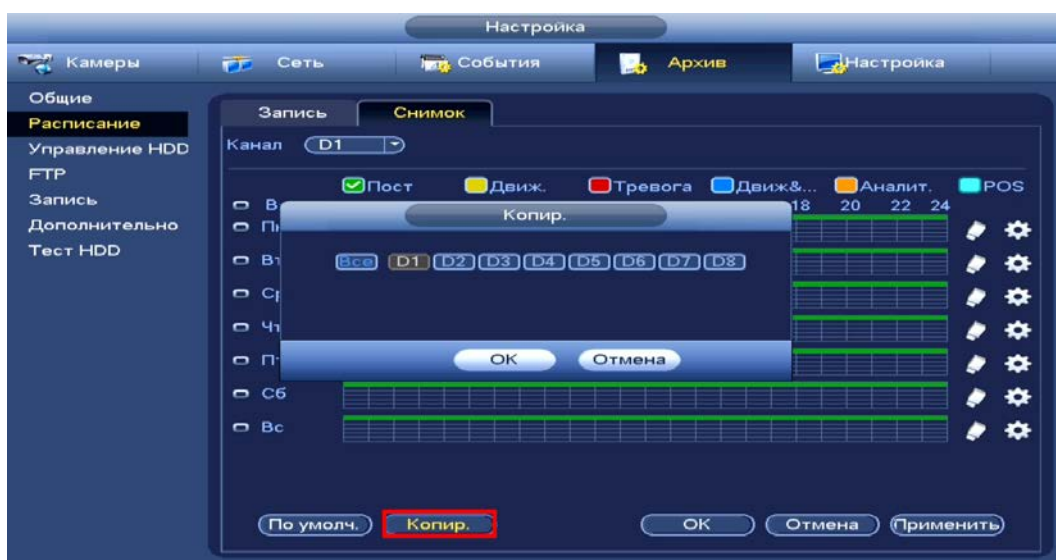 Настройка
Камеры Сеть События Архив Настройка
Общие
Расписание
Управление HDD
FTP
Запись
Дополнительно
Тест HDD
Запись Снимок
Канал D1
Пост Движ. Тревога Движ&... Аналит. POS
18 20 22 24
Копир.
Все D1 D2 D3 D4 D5 D6 D7 D8
OK Отмена
Сб
Вс
По умолч. Копир. OK Отмена Применить